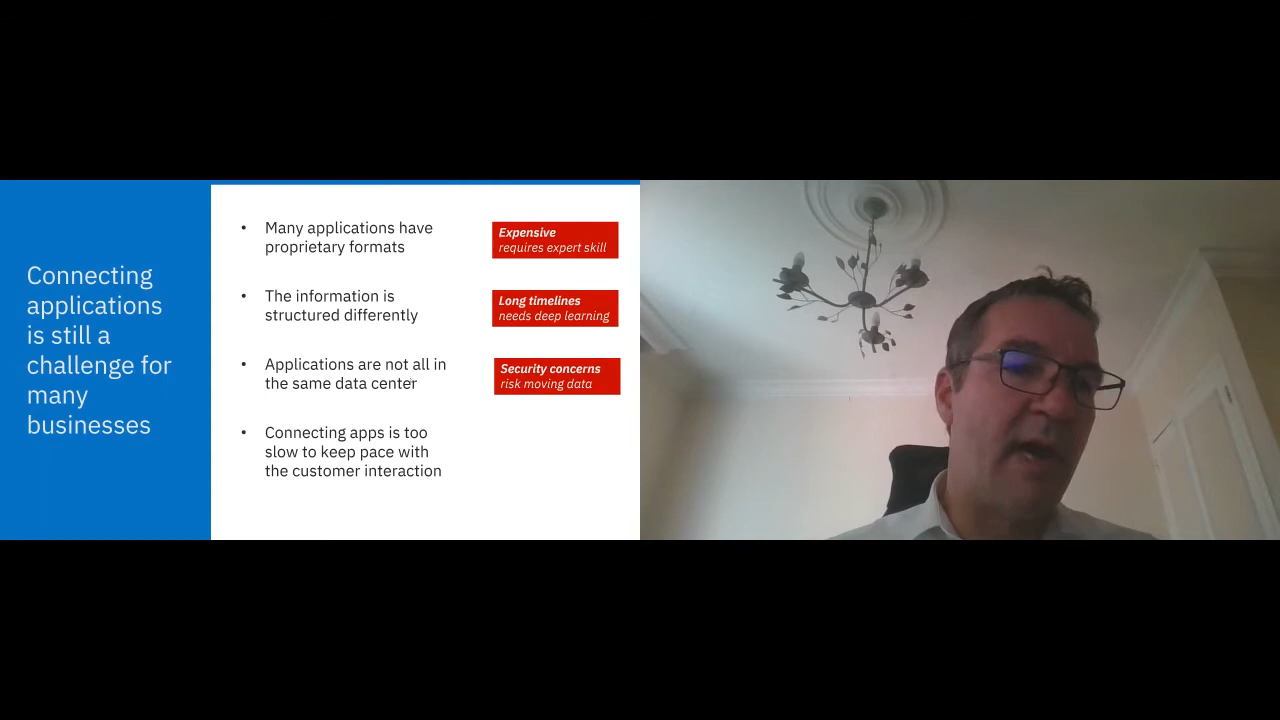 Connecting
applications
is still a
challenge for
many
businesses
• Many applications have
proprietary formats
Expensive
requires expert skill
• The information is
structured differently
Long timelines
needs deep learning
• Applications are not all in
the same data center
Security concerns
risk moving data
• Connecting apps is too
slow to keep pace with
the customer interaction